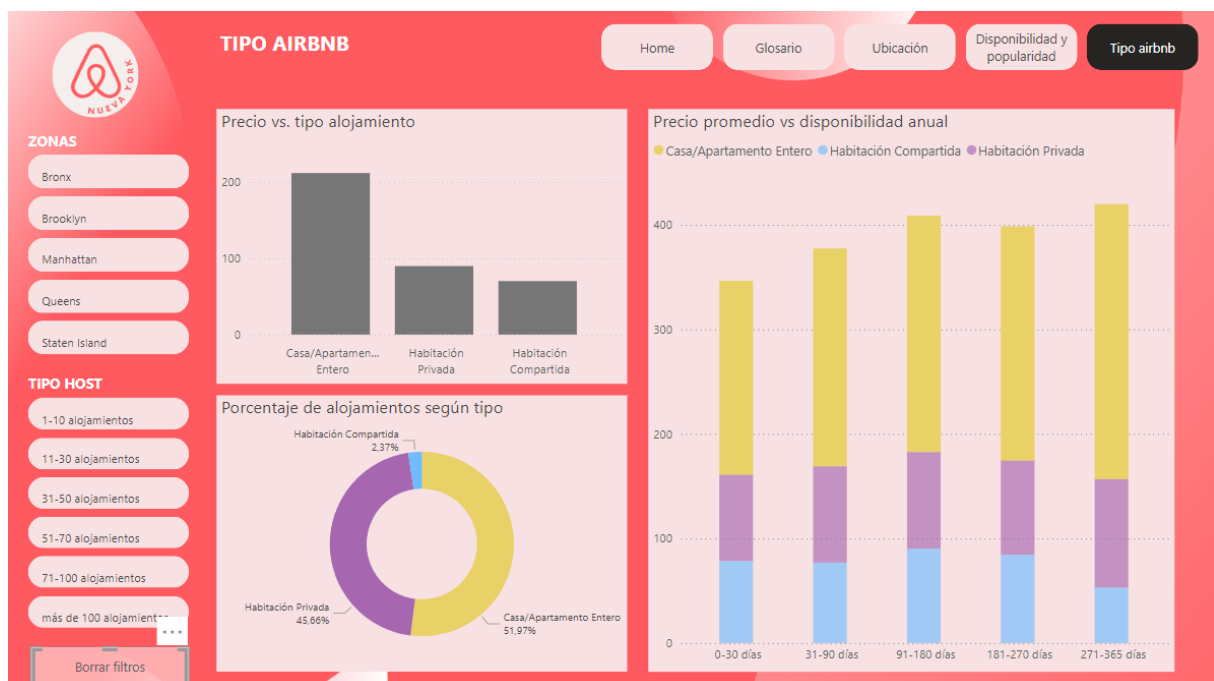 TIPO AIRBNB
Home
Glosario
Ubicación
Disponibilidad y
popularidad
Tipo airbnb
NUEVA YORK
ZONAS
Bronx
Brooklyn
Manhattan
Queens
Staten Island
TIPO HOST
1-10 alojamientos
11-30 alojamientos
31-50 alojamientos
51-70 alojamientos
71-100 alojamientos
más de 100 alojamientos
Borrar filtros
Precio vs. tipo alojamiento
200
100
0
Casa/Apartamen...
Entero
Habitación
Privada
Habitación
Compartida
Porcentaje de alojamientos según tipo
Habitación Compartida
2,37%
Habitación Privada
45,66%
Casa/Apartamento Entero
51,97%
Precio promedio vs disponibilidad anual
Casa/Apartamento Entero Habitación Compartida Habitación Privada
400
300
200
100
0
0-30 días 31-90 días 91-180 días 181-270 días 271-365 días